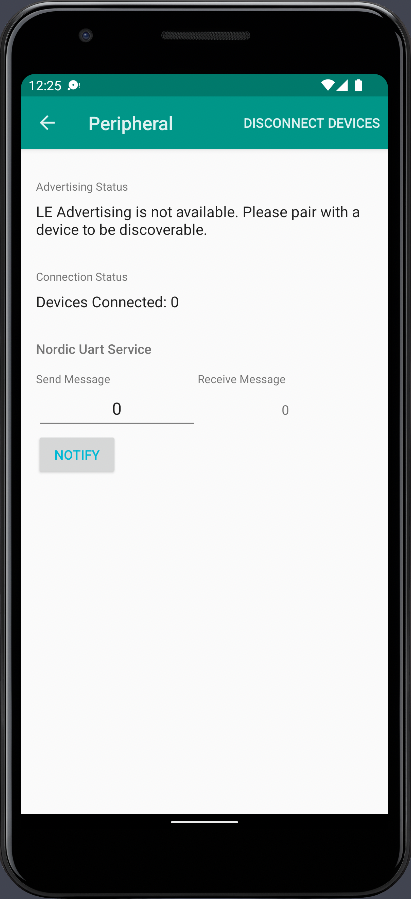 12:25
Peripheral
DISCONNECT DEVICES
Advertising Status
LE Advertising is not available. Please pair with a
device to be discoverable.
Connection Status
Devices Connected: 0
Nordic Uart Service
Send Message
Receive Message
0
0
NOTIFY